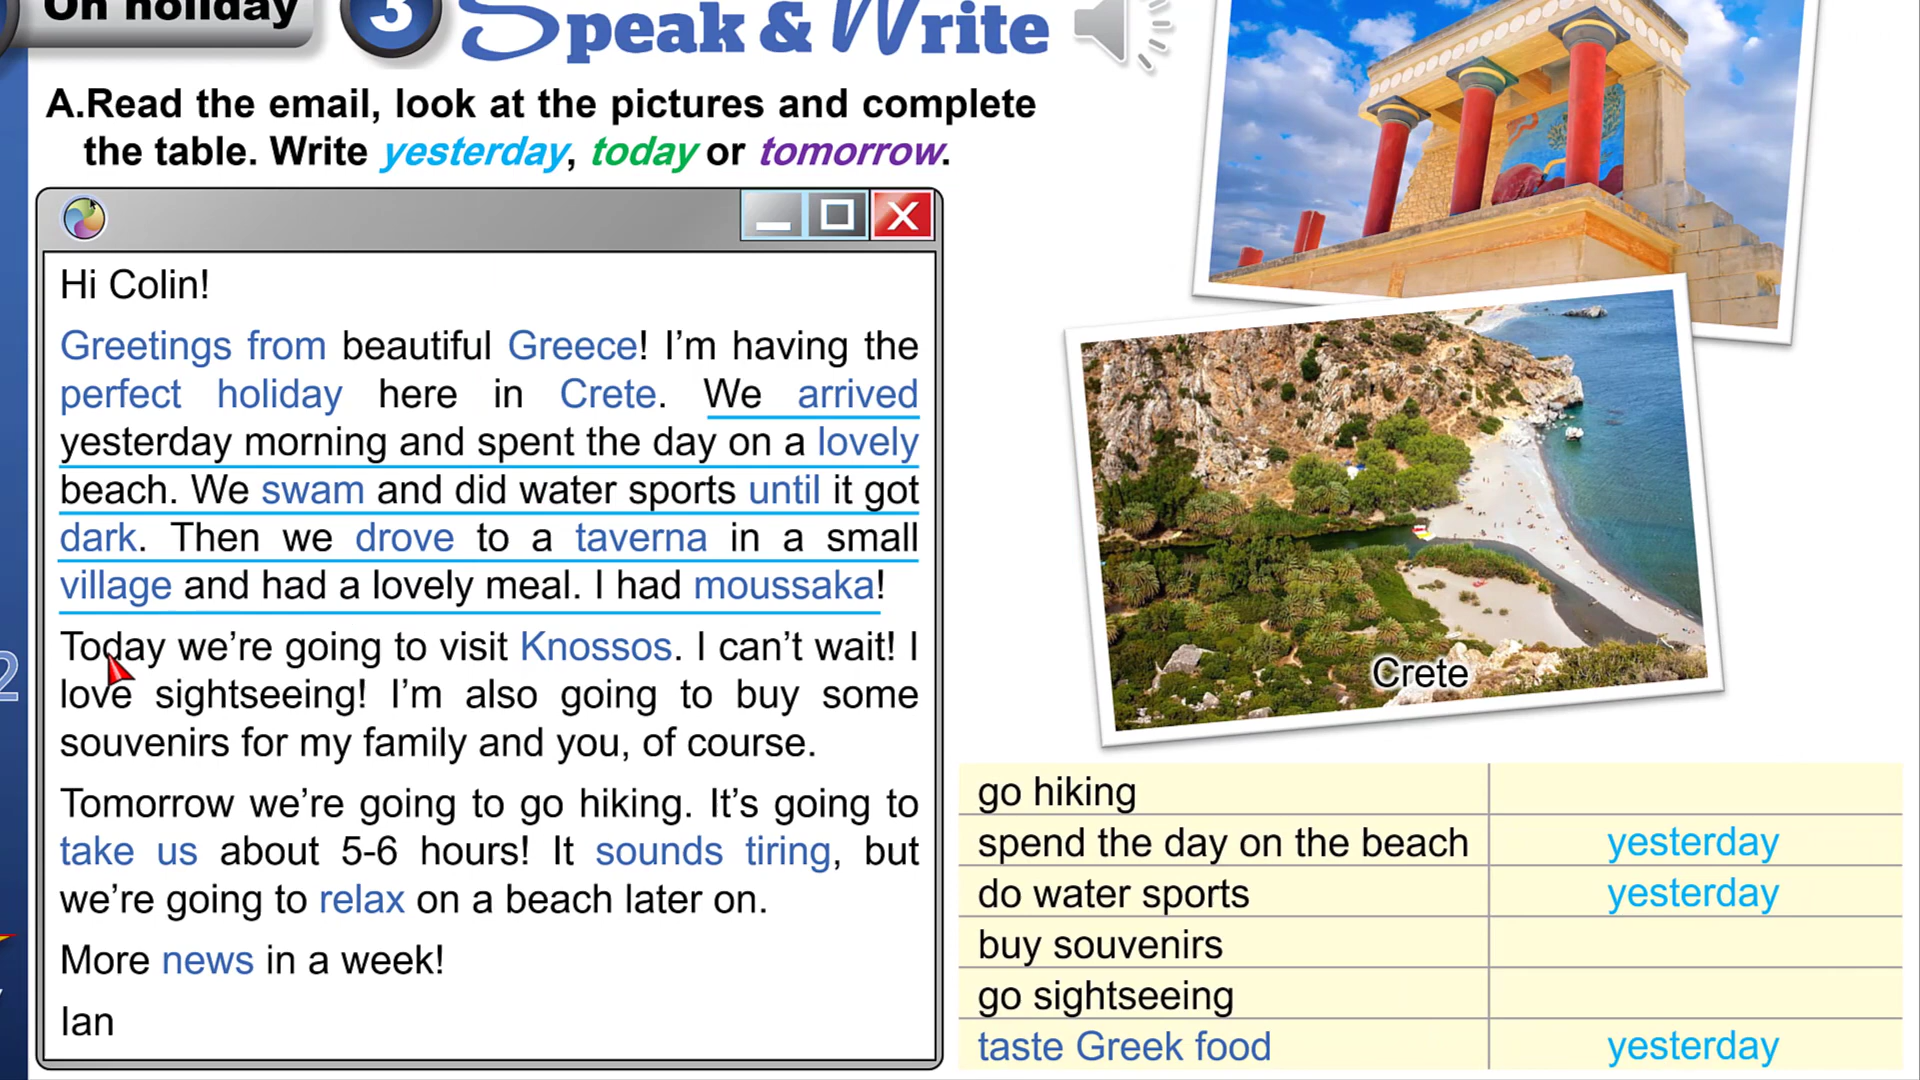 On holiday
3 Speak & Write
A.Read the email, look at the pictures and complete
the table. Write yesterday, today or tomorrow.
Hi Colin!
Greetings from beautiful Greece! I’m having the
perfect holiday here in Crete. We arrived
yesterday morning and spent the day on a lovely
beach. We swam and did water sports until it got
dark. Then we drove to a taverna in a small
village and had a lovely meal. I had moussaka!
Today we’re going to visit Knossos. I can’t wait! I
love sightseeing! I’m also going to buy some
souvenirs for my family and you, of course.
Tomorrow we’re going to go hiking. It’s going to
take us about 5-6 hours! It sounds tiring, but
we’re going to relax on a beach later on.
More news in a week!
Ian
2
Crete
go hiking
spend the day on the beach yesterday
do water sports yesterday
buy souvenirs
go sightseeing
taste Greek food yesterday